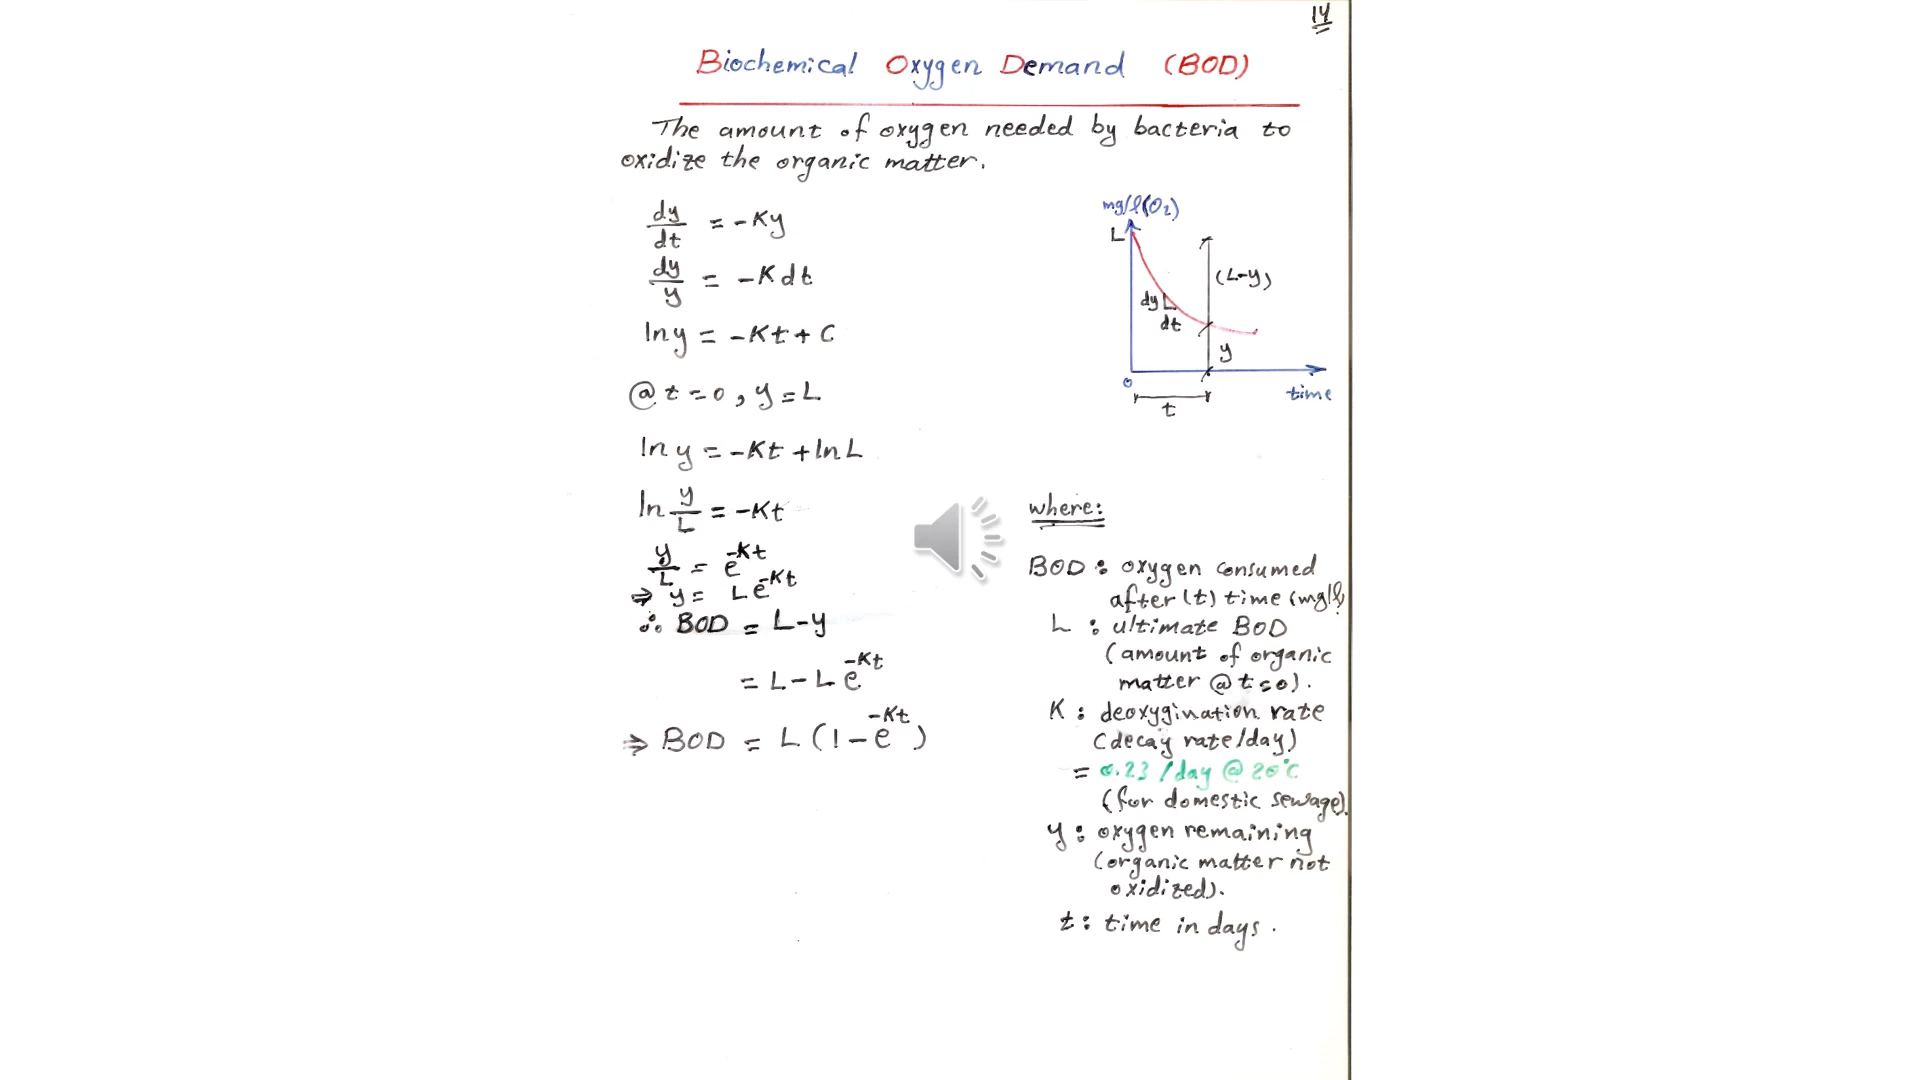 14
Biochemical Oxygen Demand (BOD)
The amount of oxygen needed by bacteria to
oxidize the organic matter.
dy/dt = -Ky
dy/y = -K dt
ln y = -Kt + C
@ t = 0, y = L
ln y = -Kt + ln L
ln y/L = -Kt
y/L = e^-Kt
⇒ y = L e^-Kt
∴ BOD = L-y
= L - L e^-Kt
⇒ BOD = L (1 - e^-Kt)
mg/l(O2)
L
(L-y)
dy
dt
y
0
time
t
where:
BOD : oxygen consumed
after (t) time (mg/l)
L : ultimate BOD
(amount of organic
matter @ t=0).
K : deoxygination rate
(decay rate/day)
= 0.23 /day @ 20°C
(for domestic sewage).
y : oxygen remaining
(organic matter not
oxidized).
t : time in days.